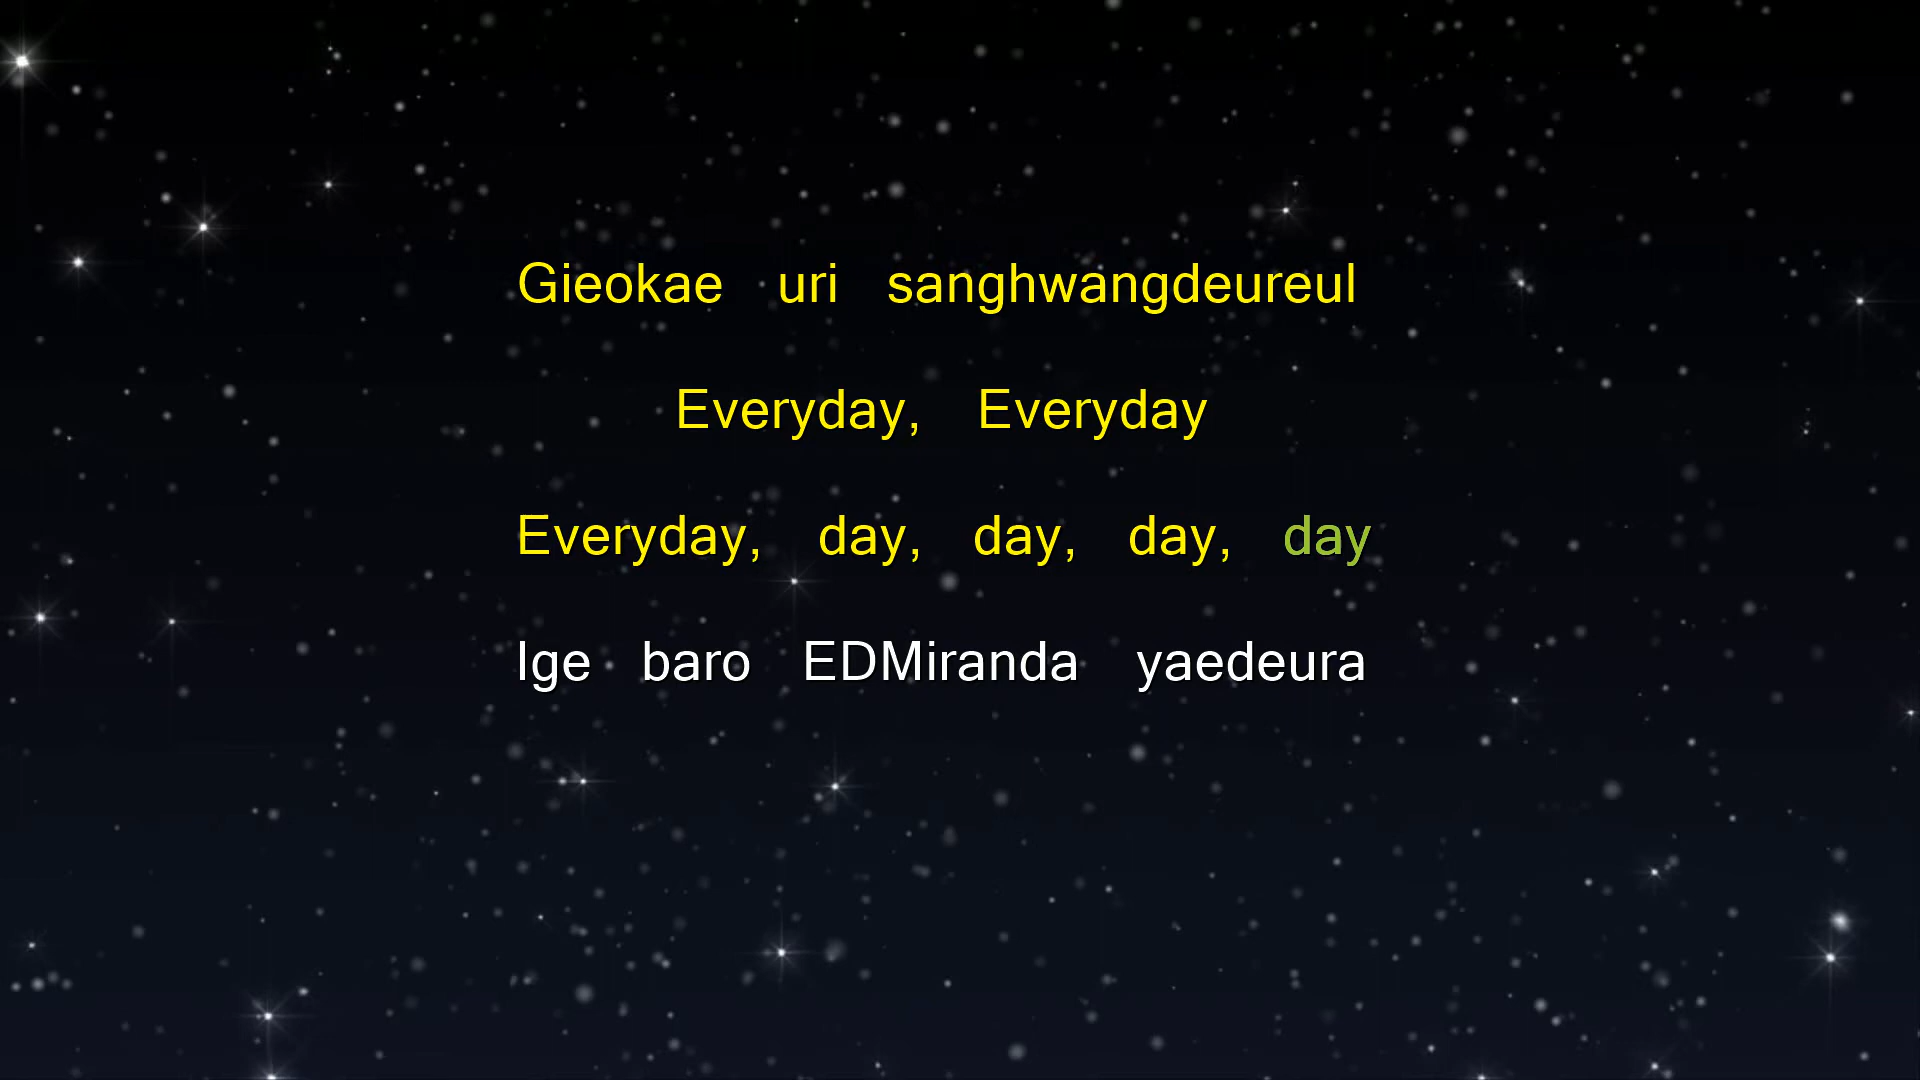 Gieokae uri sanghwangdeureul
Everyday, Everyday
Everyday, day, day, day, day
Ige baro EDMiranda yaedeura